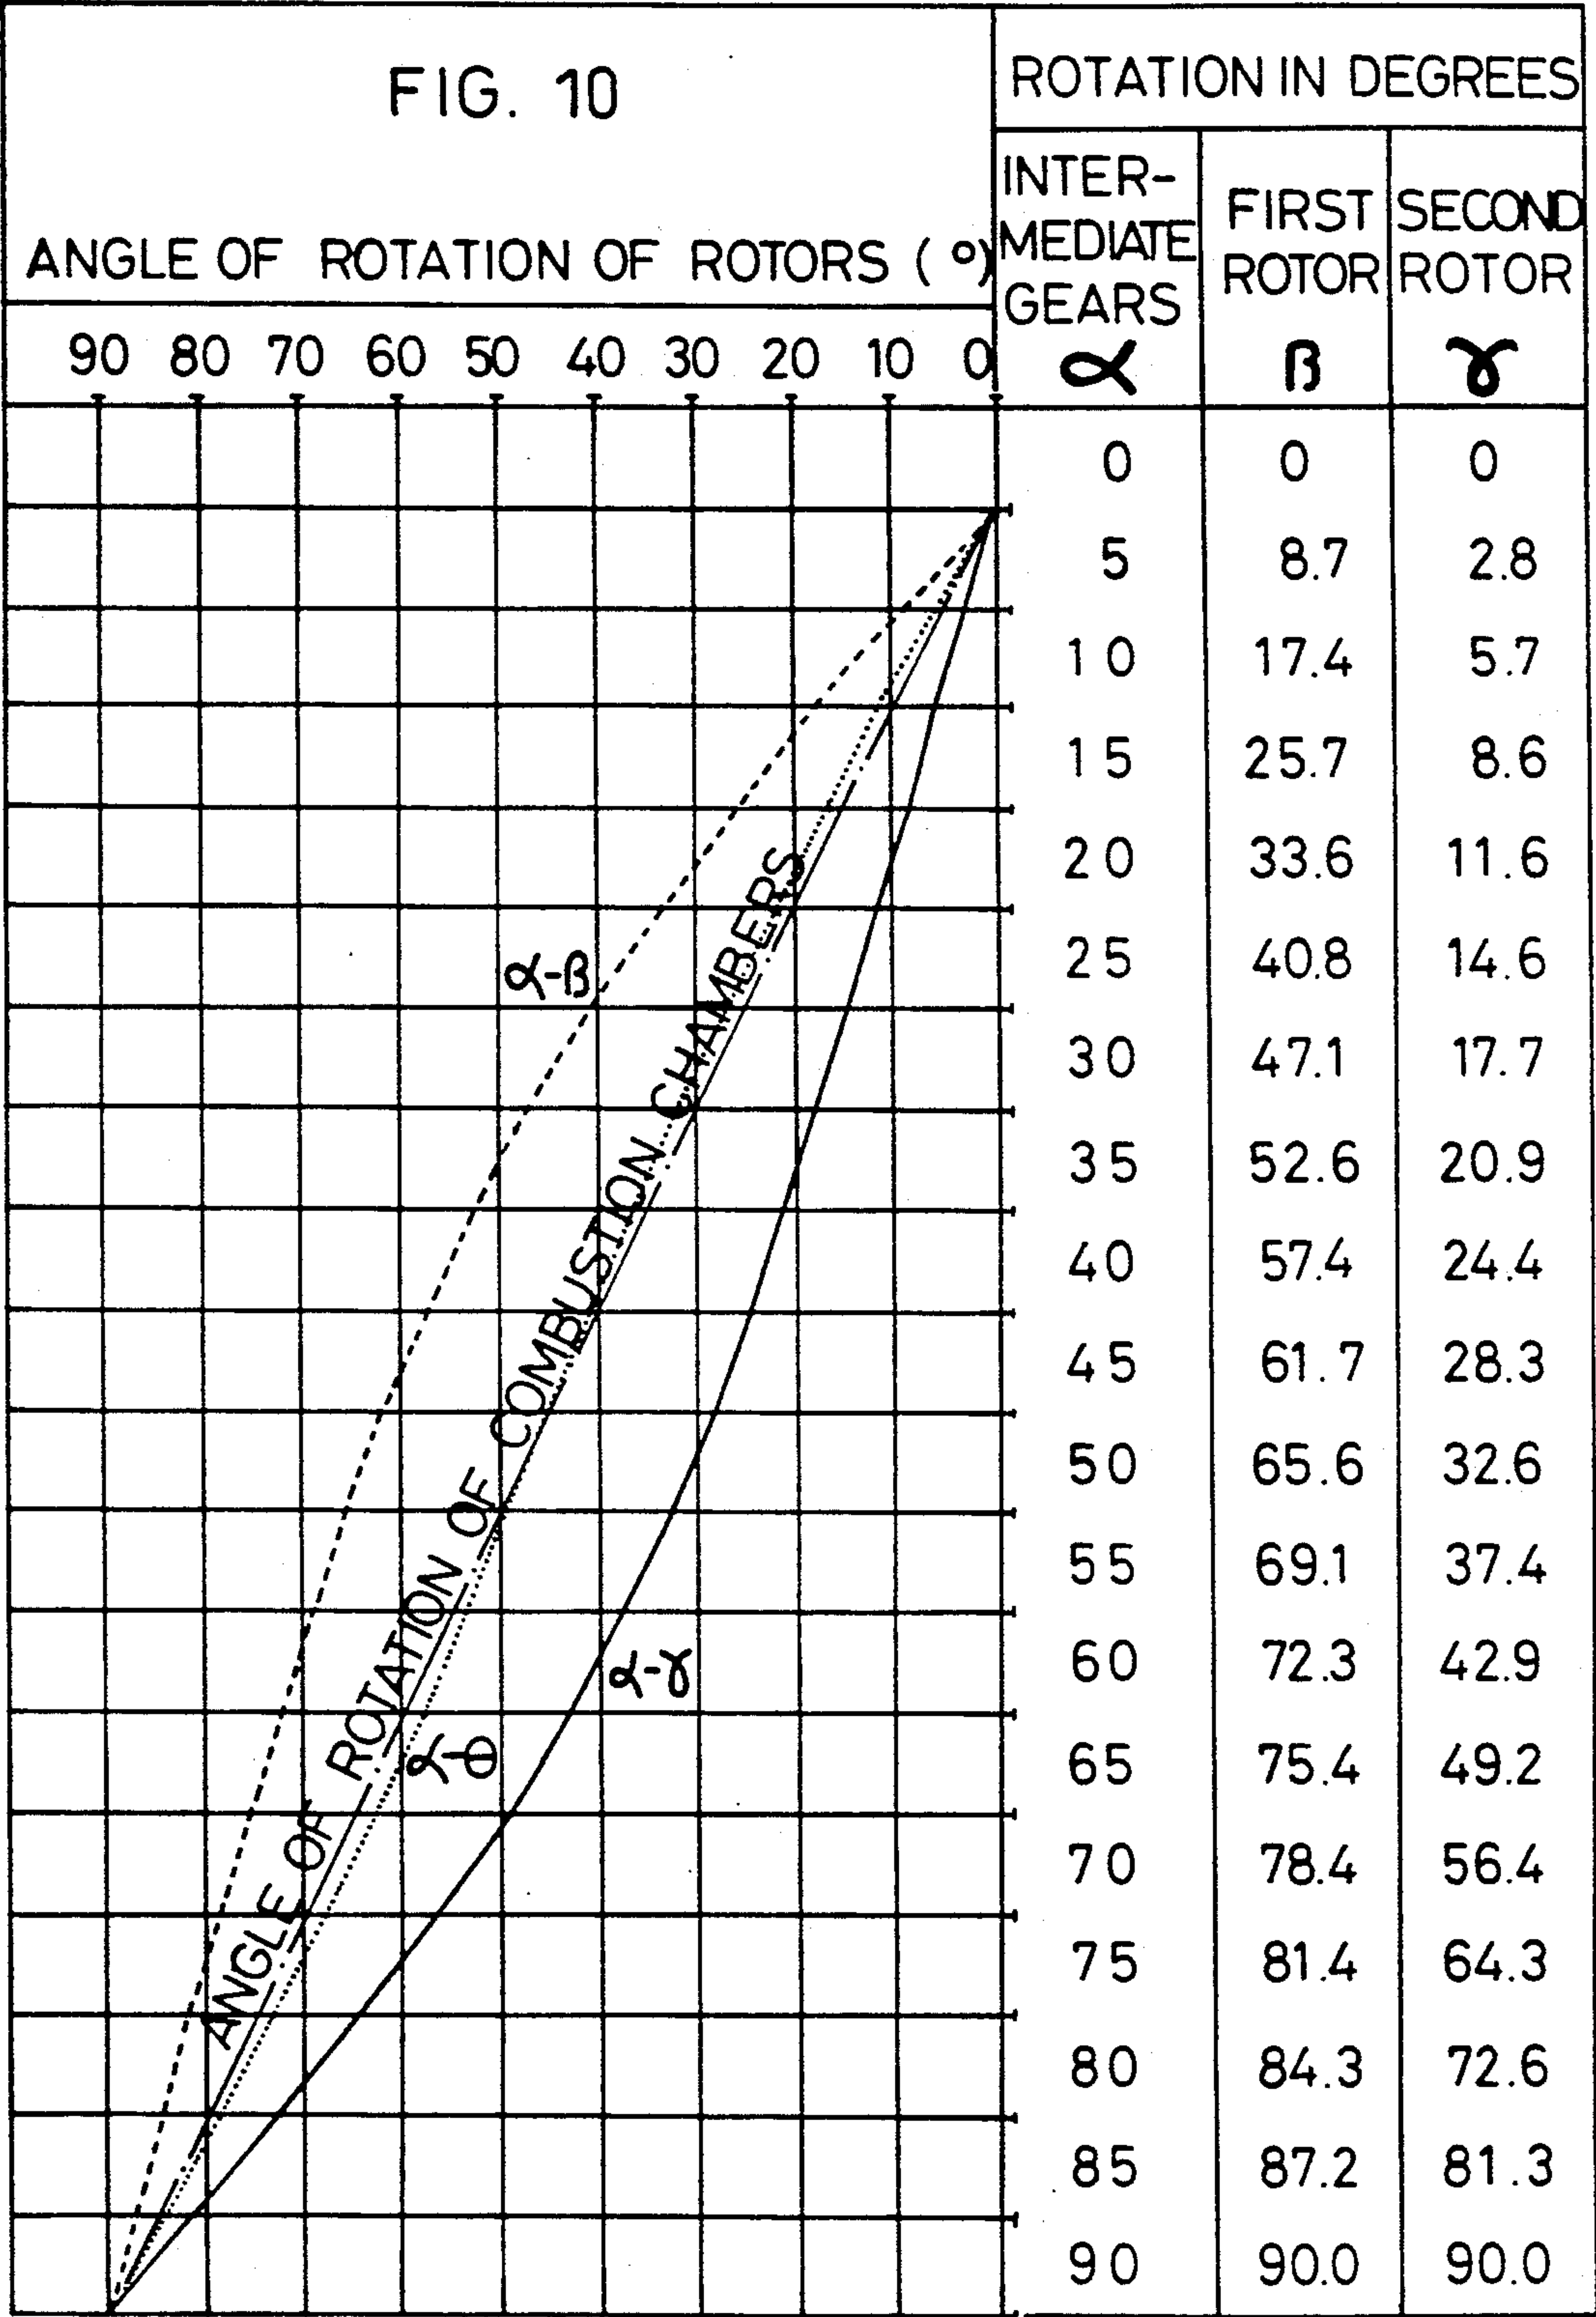 FIG. 10
ANGLE OF ROTATION OF ROTORS (°)
90 80 70 60 50 40 30 20 10 0
ROTATION IN DEGREES
INTER-
MEDIATE
GEARS
α
FIRST
ROTOR
β
SECOND
ROTOR
γ
0 0 0
5 8.7 2.8
10 17.4 5.7
15 25.7 8.6
20 33.6 11.6
25 40.8 14.6
30 47.1 17.7
35 52.6 20.9
40 57.4 24.4
45 61.7 28.3
50 65.6 32.6
55 69.1 37.4
60 72.3 42.9
65 75.4 49.2
70 78.4 56.4
75 81.4 64.3
80 84.3 72.6
85 87.2 81.3
90 90.0 90.0
α-β
ANGLE OF ROTATION OF COMBUSTION CHAMBERS
α-γ
α-Θ